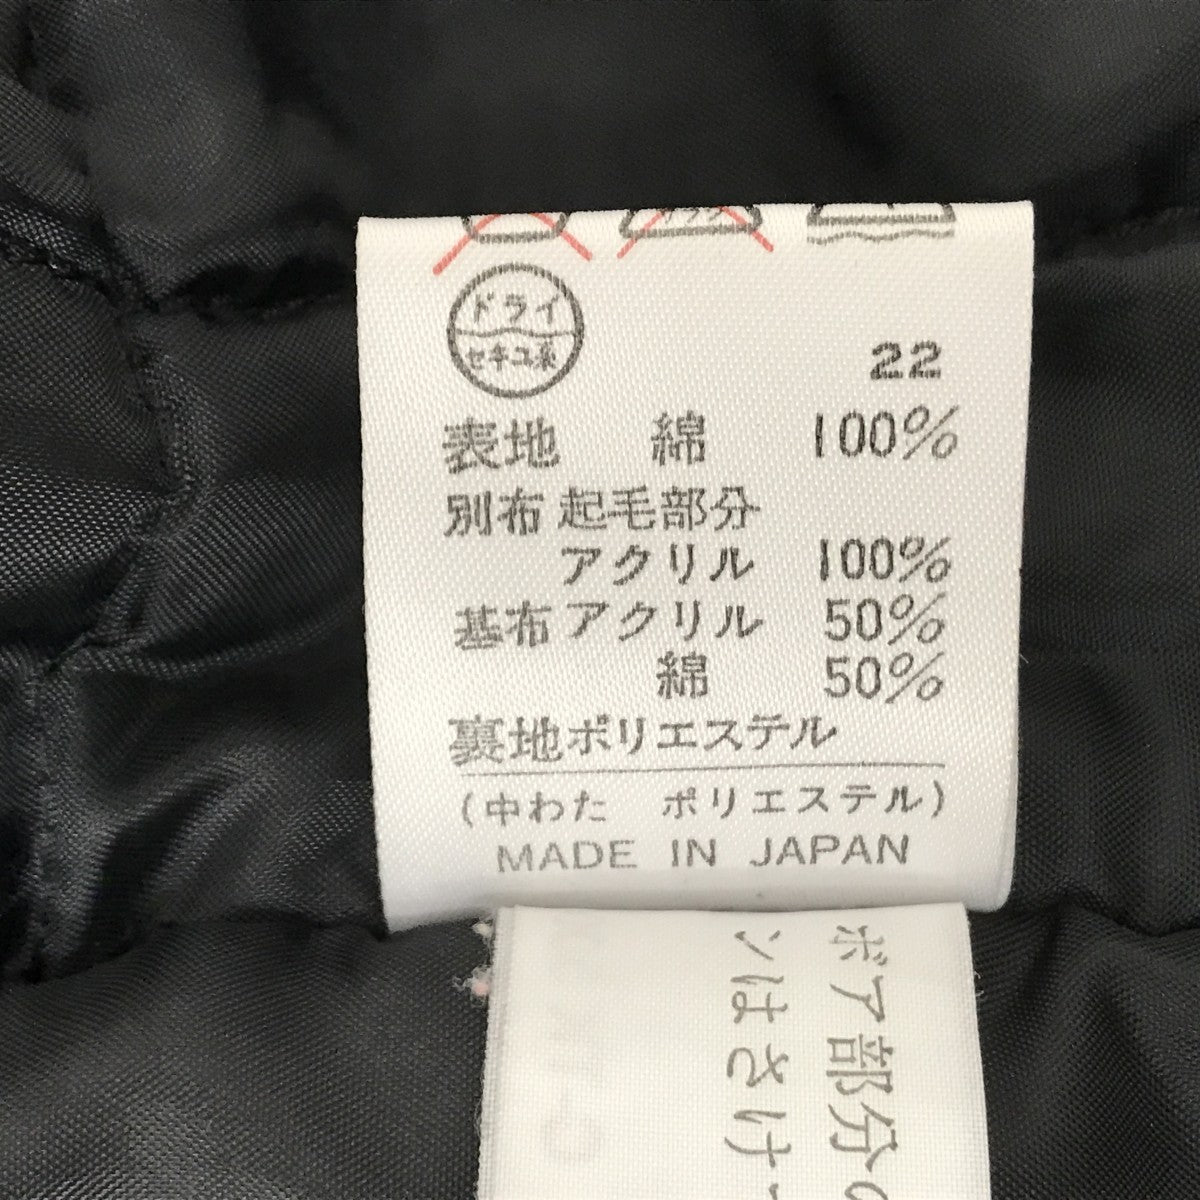 ドライ
セキユ系
22
表地 綿 100%
別布 起毛部分
アクリル 100%
基布 アクリル 50%
綿 50%
裏地 ポリエステル
(中わた ポリエステル)
MADE IN JAPAN
ボア部分の
ンはさけ